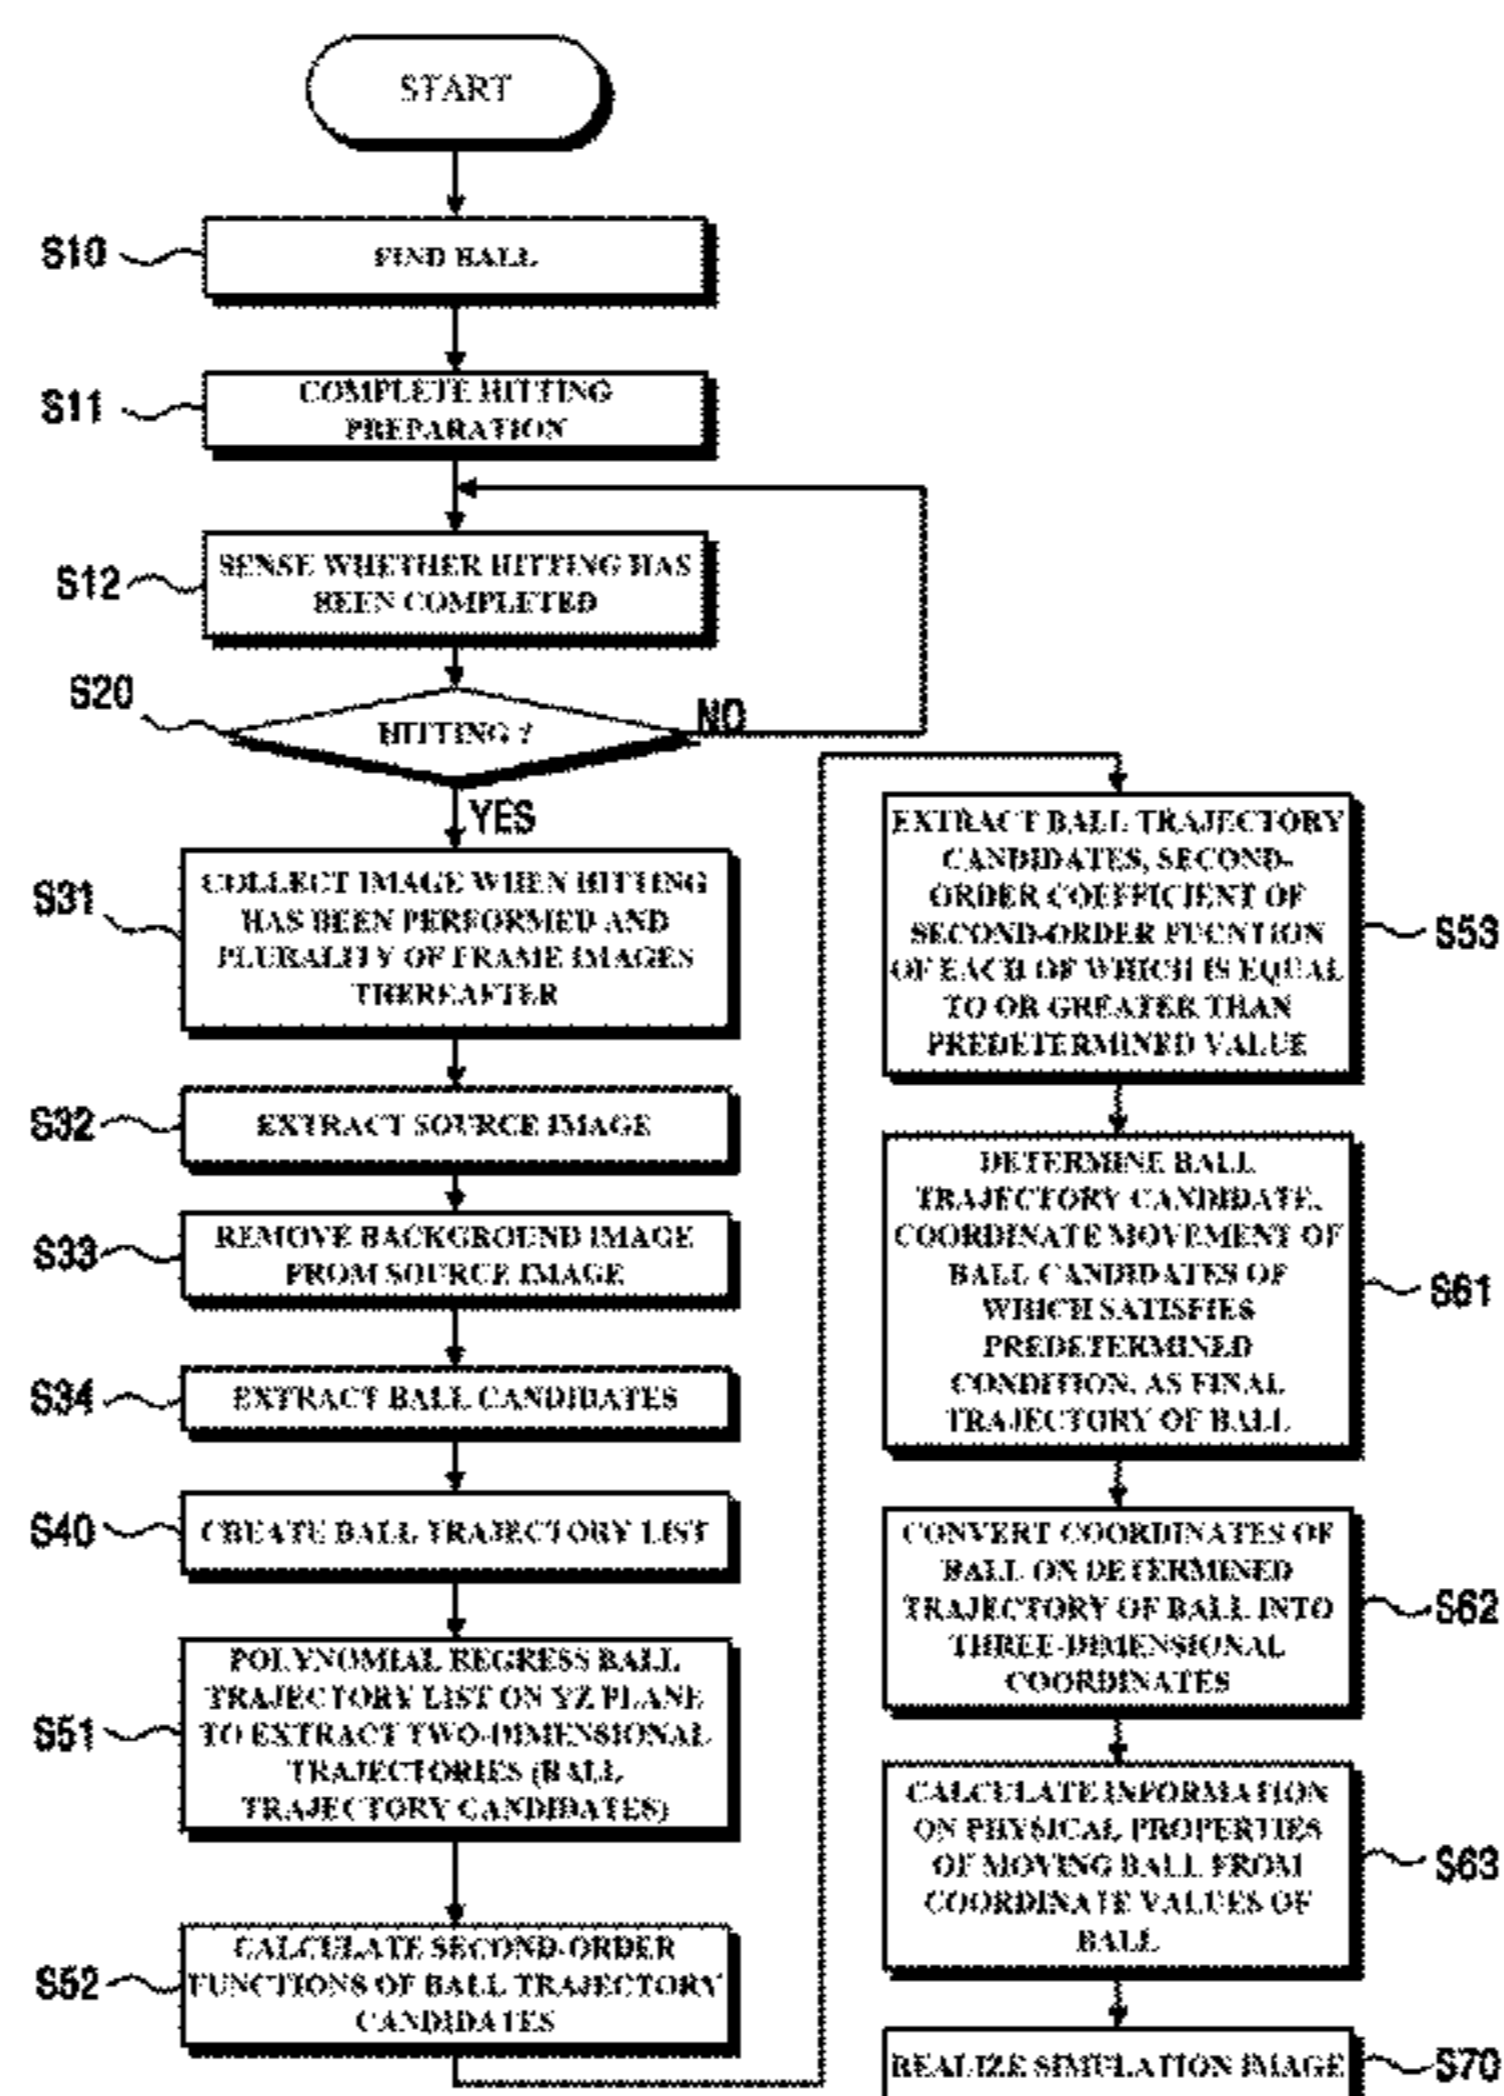 START
S10
FIND BALL
S11
COMPLETE HITTING
PREPARATION
S12
SENSE WHETHER HITTING HAS
BEEN COMPLETED
S20
HITTING ?
NO
YES
S31
COLLECT IMAGE WHEN HITTING
HAS BEEN PERFORMED AND
PLURALITY OF FRAME IMAGES
THEREAFTER
S32
EXTRACT SOURCE IMAGE
S33
REMOVE BACKGROUND IMAGE
FROM SOURCE IMAGE
S34
EXTRACT BALL CANDIDATES
S40
CREATE BALL TRAJECTORY LIST
S51
POLYNOMIAL REGRESS BALL
TRAJECTORY LIST ON YZ PLANE
TO EXTRACT TWO-DIMENSIONAL
TRAJECTORIES (BALL
TRAJECTORY CANDIDATES)
S52
CALCULATE SECOND-ORDER
FUNCTIONS OF BALL TRAJECTORY
CANDIDATES
EXTRACT BALL TRAJECTORY
CANDIDATES, SECOND-
ORDER COEFFICIENT OF
SECOND-ORDER FUCNTION
OF EACH OF WHICH IS EQUAL
TO OR GREATER THAN
PREDETERMINED VALUE
S53
DETERMINE BALL
TRAJECTORY CANDIDATE,
COORDINATE MOVEMENT OF
BALL CANDIDATES OF
WHICH SATISFIES
PREDETERMINED
CONDITION, AS FINAL
TRAJECTORY OF BALL
S61
CONVERT COORDINATES OF
BALL ON DETERMINED
TRAJECTORY OF BALL INTO
THREE-DIMENSIONAL
COORDINATES
S62
CALCULATE INFORMATION
ON PHYSICAL PROPERTIES
OF MOVING BALL FROM
COORDINATE VALUES OF
BALL
S63
REALIZE SIMULATION IMAGE
S70